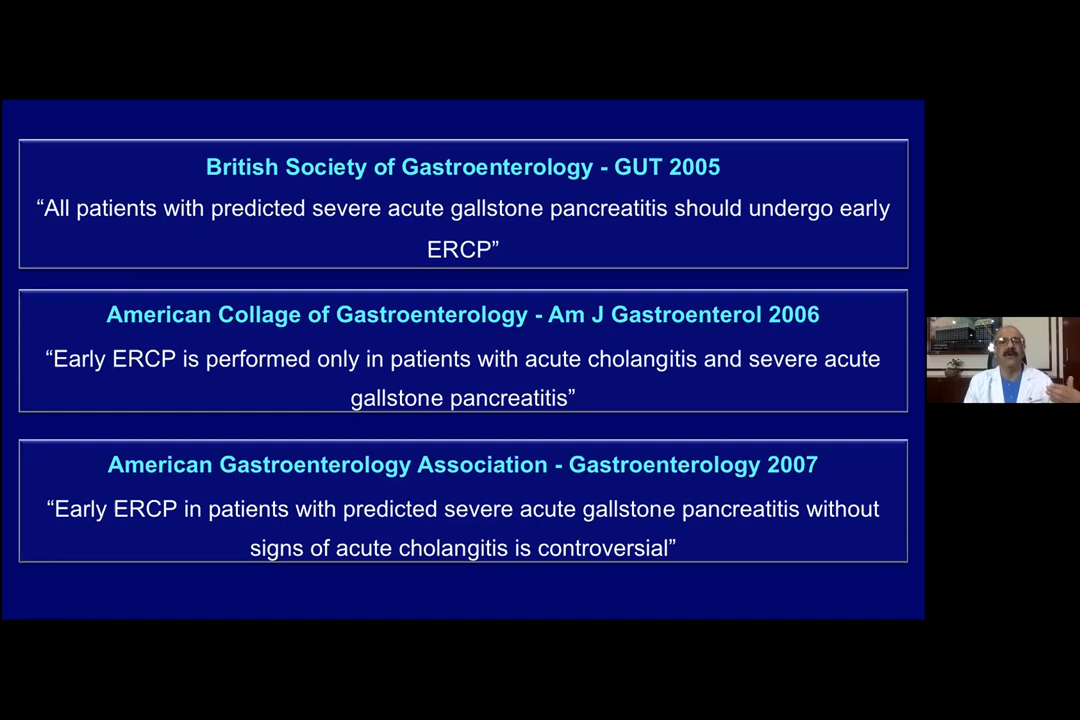 British Society of Gastroenterology - GUT 2005
“All patients with predicted severe acute gallstone pancreatitis should undergo early
ERCP”
American Collage of Gastroenterology - Am J Gastroenterol 2006
“Early ERCP is performed only in patients with acute cholangitis and severe acute
gallstone pancreatitis”
American Gastroenterology Association - Gastroenterology 2007
“Early ERCP in patients with predicted severe acute gallstone pancreatitis without
signs of acute cholangitis is controversial”